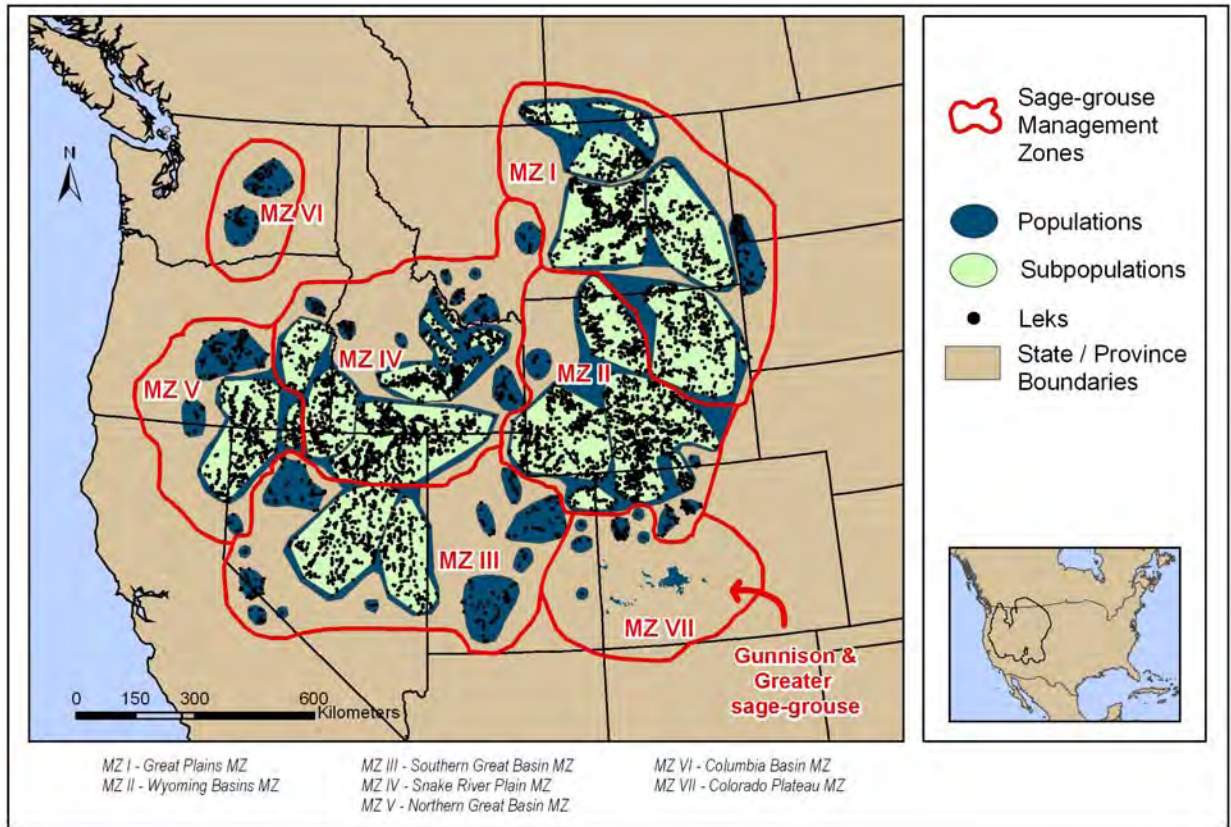 N
MZ I
MZ VI
MZ IV
MZ II
MZ V
MZ III
MZ VII
Gunnison &
Greater
sage-grouse
0 150 300 600
Kilometers
Sage-grouse
Management
Zones
Populations
Subpopulations
Leks
State / Province
Boundaries
MZ I - Great Plains MZ
MZ II - Wyoming Basins MZ
MZ III - Southern Great Basin MZ
MZ IV - Snake River Plain MZ
MZ V - Northern Great Basin MZ
MZ VI - Columbia Basin MZ
MZ VII - Colorado Plateau MZ